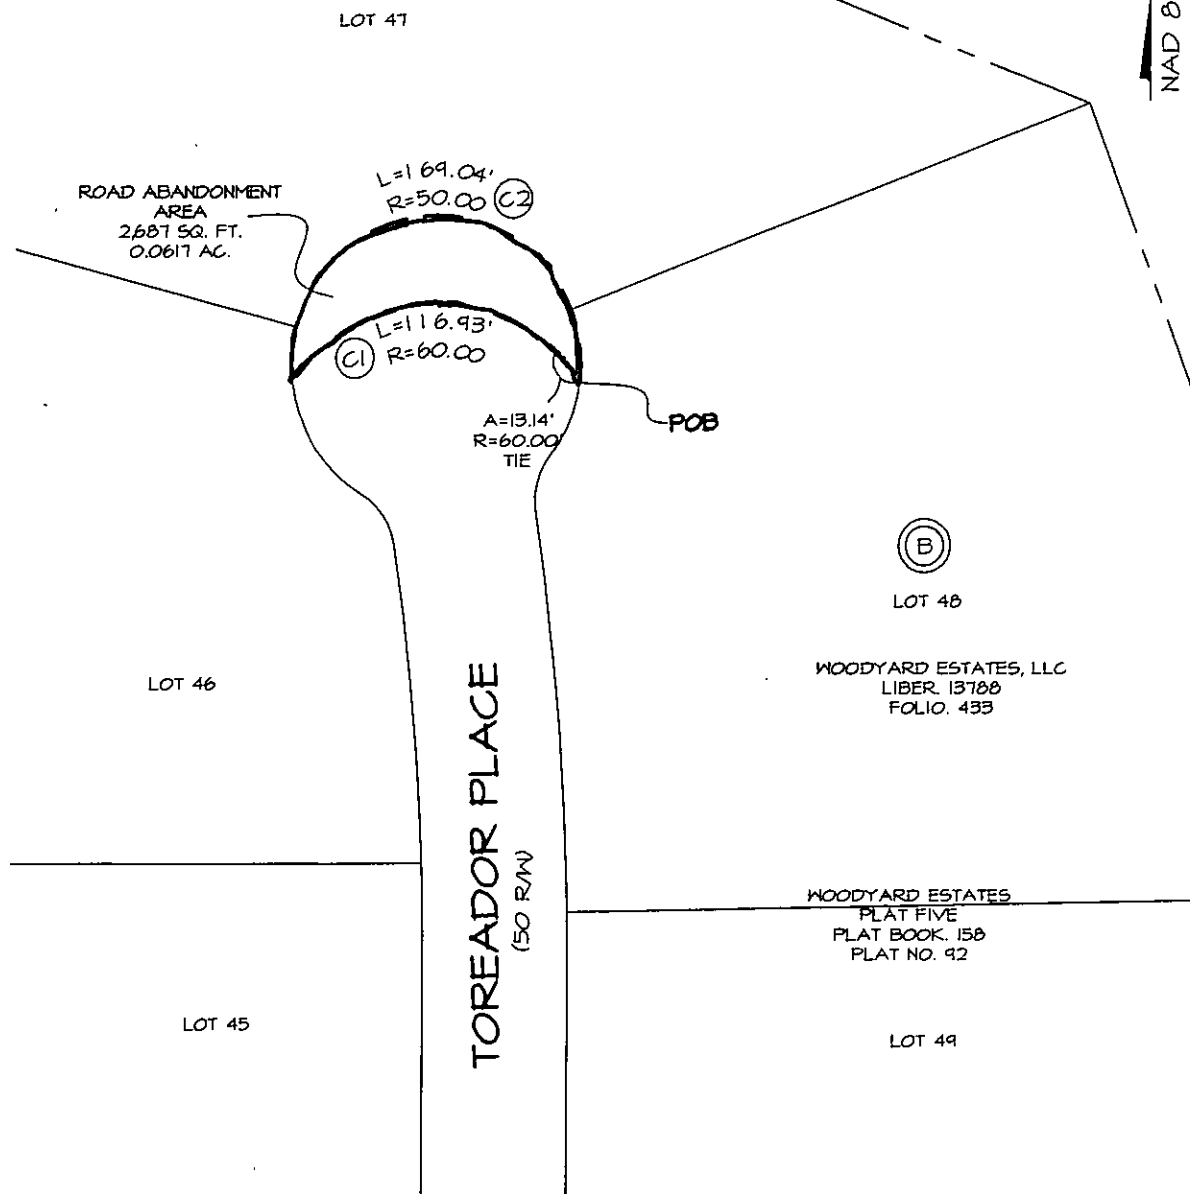 LOT 47
NAD 8
L=169.04'
R=50.00 C2
ROAD ABANDONMENT
AREA
2,687 SQ. FT.
0.0617 AC.
L=116.93'
C1 R=60.00
A=13.14'
R=60.00'
TIE
POB
B
LOT 48
WOODYARD ESTATES, LLC
LIBER. 13788
FOLIO. 433
LOT 46
TOREADOR PLACE
(50 R/W)
WOODYARD ESTATES
PLAT FIVE
PLAT BOOK. 158
PLAT NO. 92
LOT 45
LOT 49